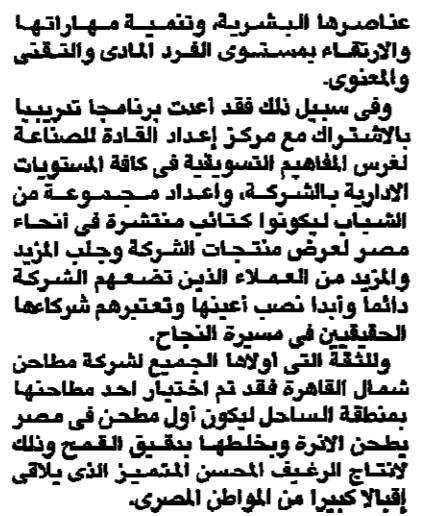 عناصرها البشرية، وتنمية مهاراتها
والارتقاء بمستوى الفرد المادى والتقنى
والمعنوى.
وفى سبيل ذلك فقد أعدت برنامجا تدريبيا
بالاشتراك مع مركز إعداد القادة للصناعة
لغرس المفاهيم التسويقية فى كافة المستويات
الادارية بالشركة، واعداد مجموعة من
الشباب ليكونوا كتائب منتشرة فى أنحاء
مصر لعرض منتجات الشركة وجلب المزيد
والمزيد من العملاء الذين تضعهم الشركة
دائما وأبدا نصب أعينها وتعتبرهم شركاءها
الحقيقيين فى مسيرة النجاح.
وللثقة التى أولاها الجميع لشركة مطاحن
شمال القاهرة فقد تم اختيار احد مطاحنها
بمنطقة الساحل ليكون أول مطحن فى مصر
يطحن الاذرة ويخلطها بدقيق القمح وذلك
لانتاج الرغيف المحسن المتميز الذى يلاقى
إقبالا كبيرا من المواطن المصرى.